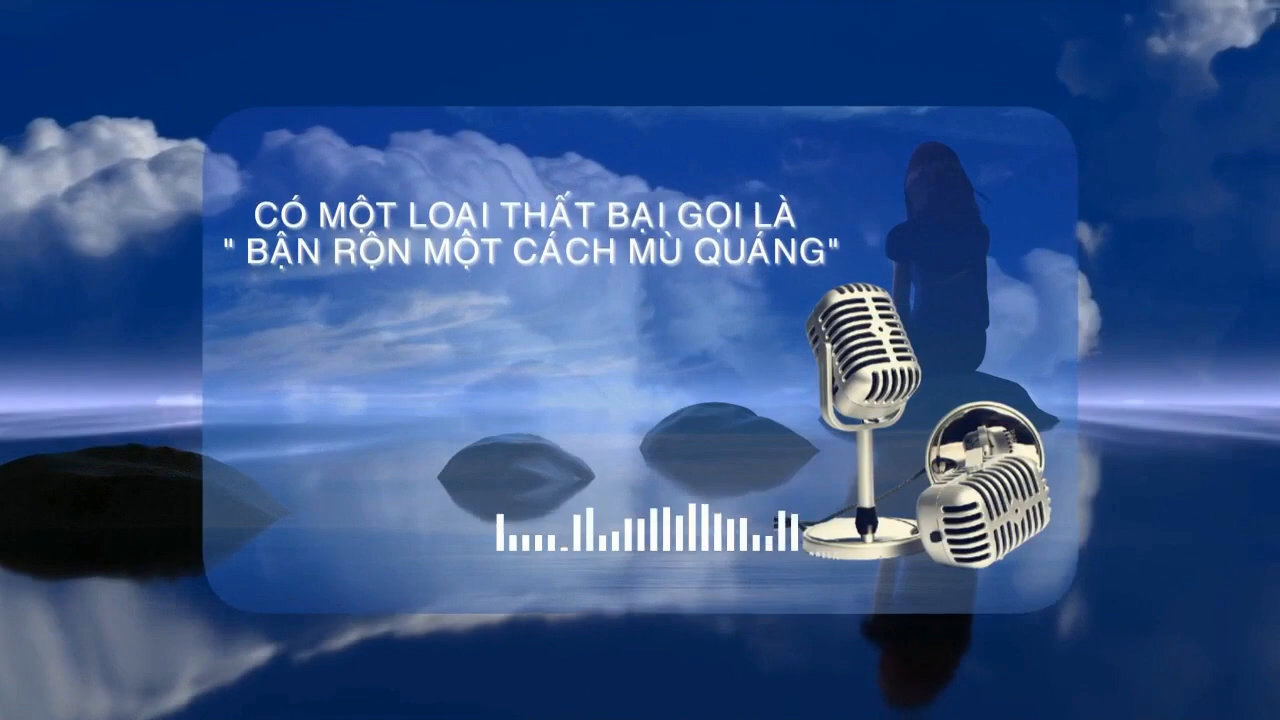 CÓ MỘT LOẠI THẤT BẠI GỌI LÀ
" BẬN RỘN MỘT CÁCH MÙ QUÁNG"